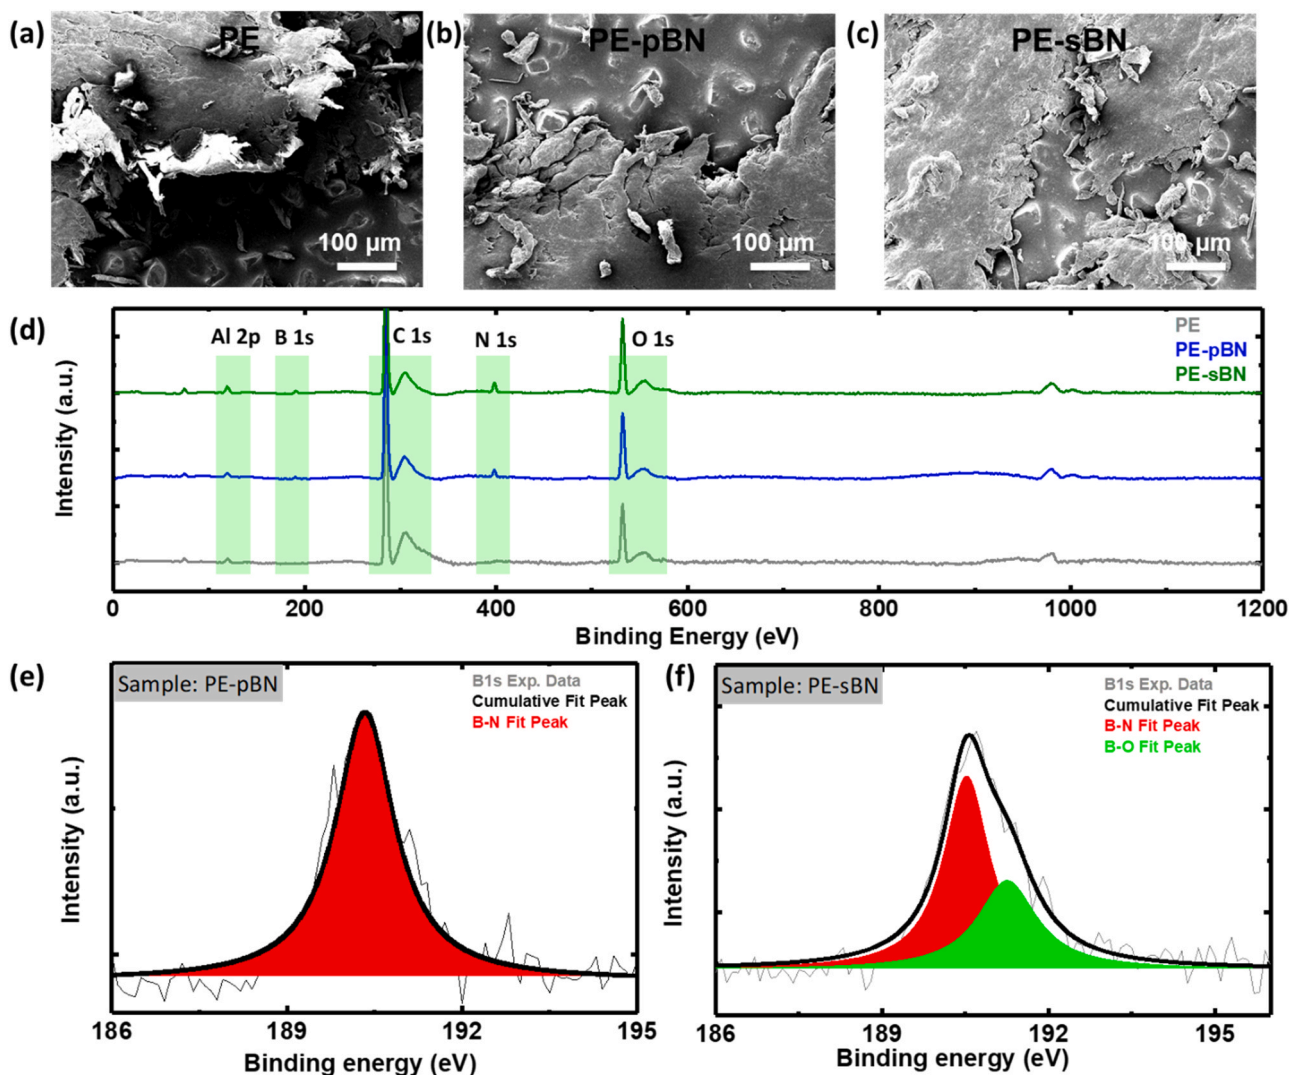 (a)
PE
100 µm
(b)
PE-pBN
100 µm
(c)
PE-sBN
100 µm
(d)
Al 2p
B 1s
C 1s
N 1s
O 1s
PE
PE-pBN
PE-sBN
Intensity (a.u.)
0
200
400
600
800
1000
1200
Binding Energy (eV)
(e)
Sample: PE-pBN
B1s Exp. Data
Cumulative Fit Peak
B-N Fit Peak
Intensity (a.u.)
186
189
192
195
Binding energy (eV)
(f)
Sample: PE-sBN
B1s Exp. Data
Cumulative Fit Peak
B-N Fit Peak
B-O Fit Peak
Intensity (a.u.)
186
189
192
195
Binding energy (eV)